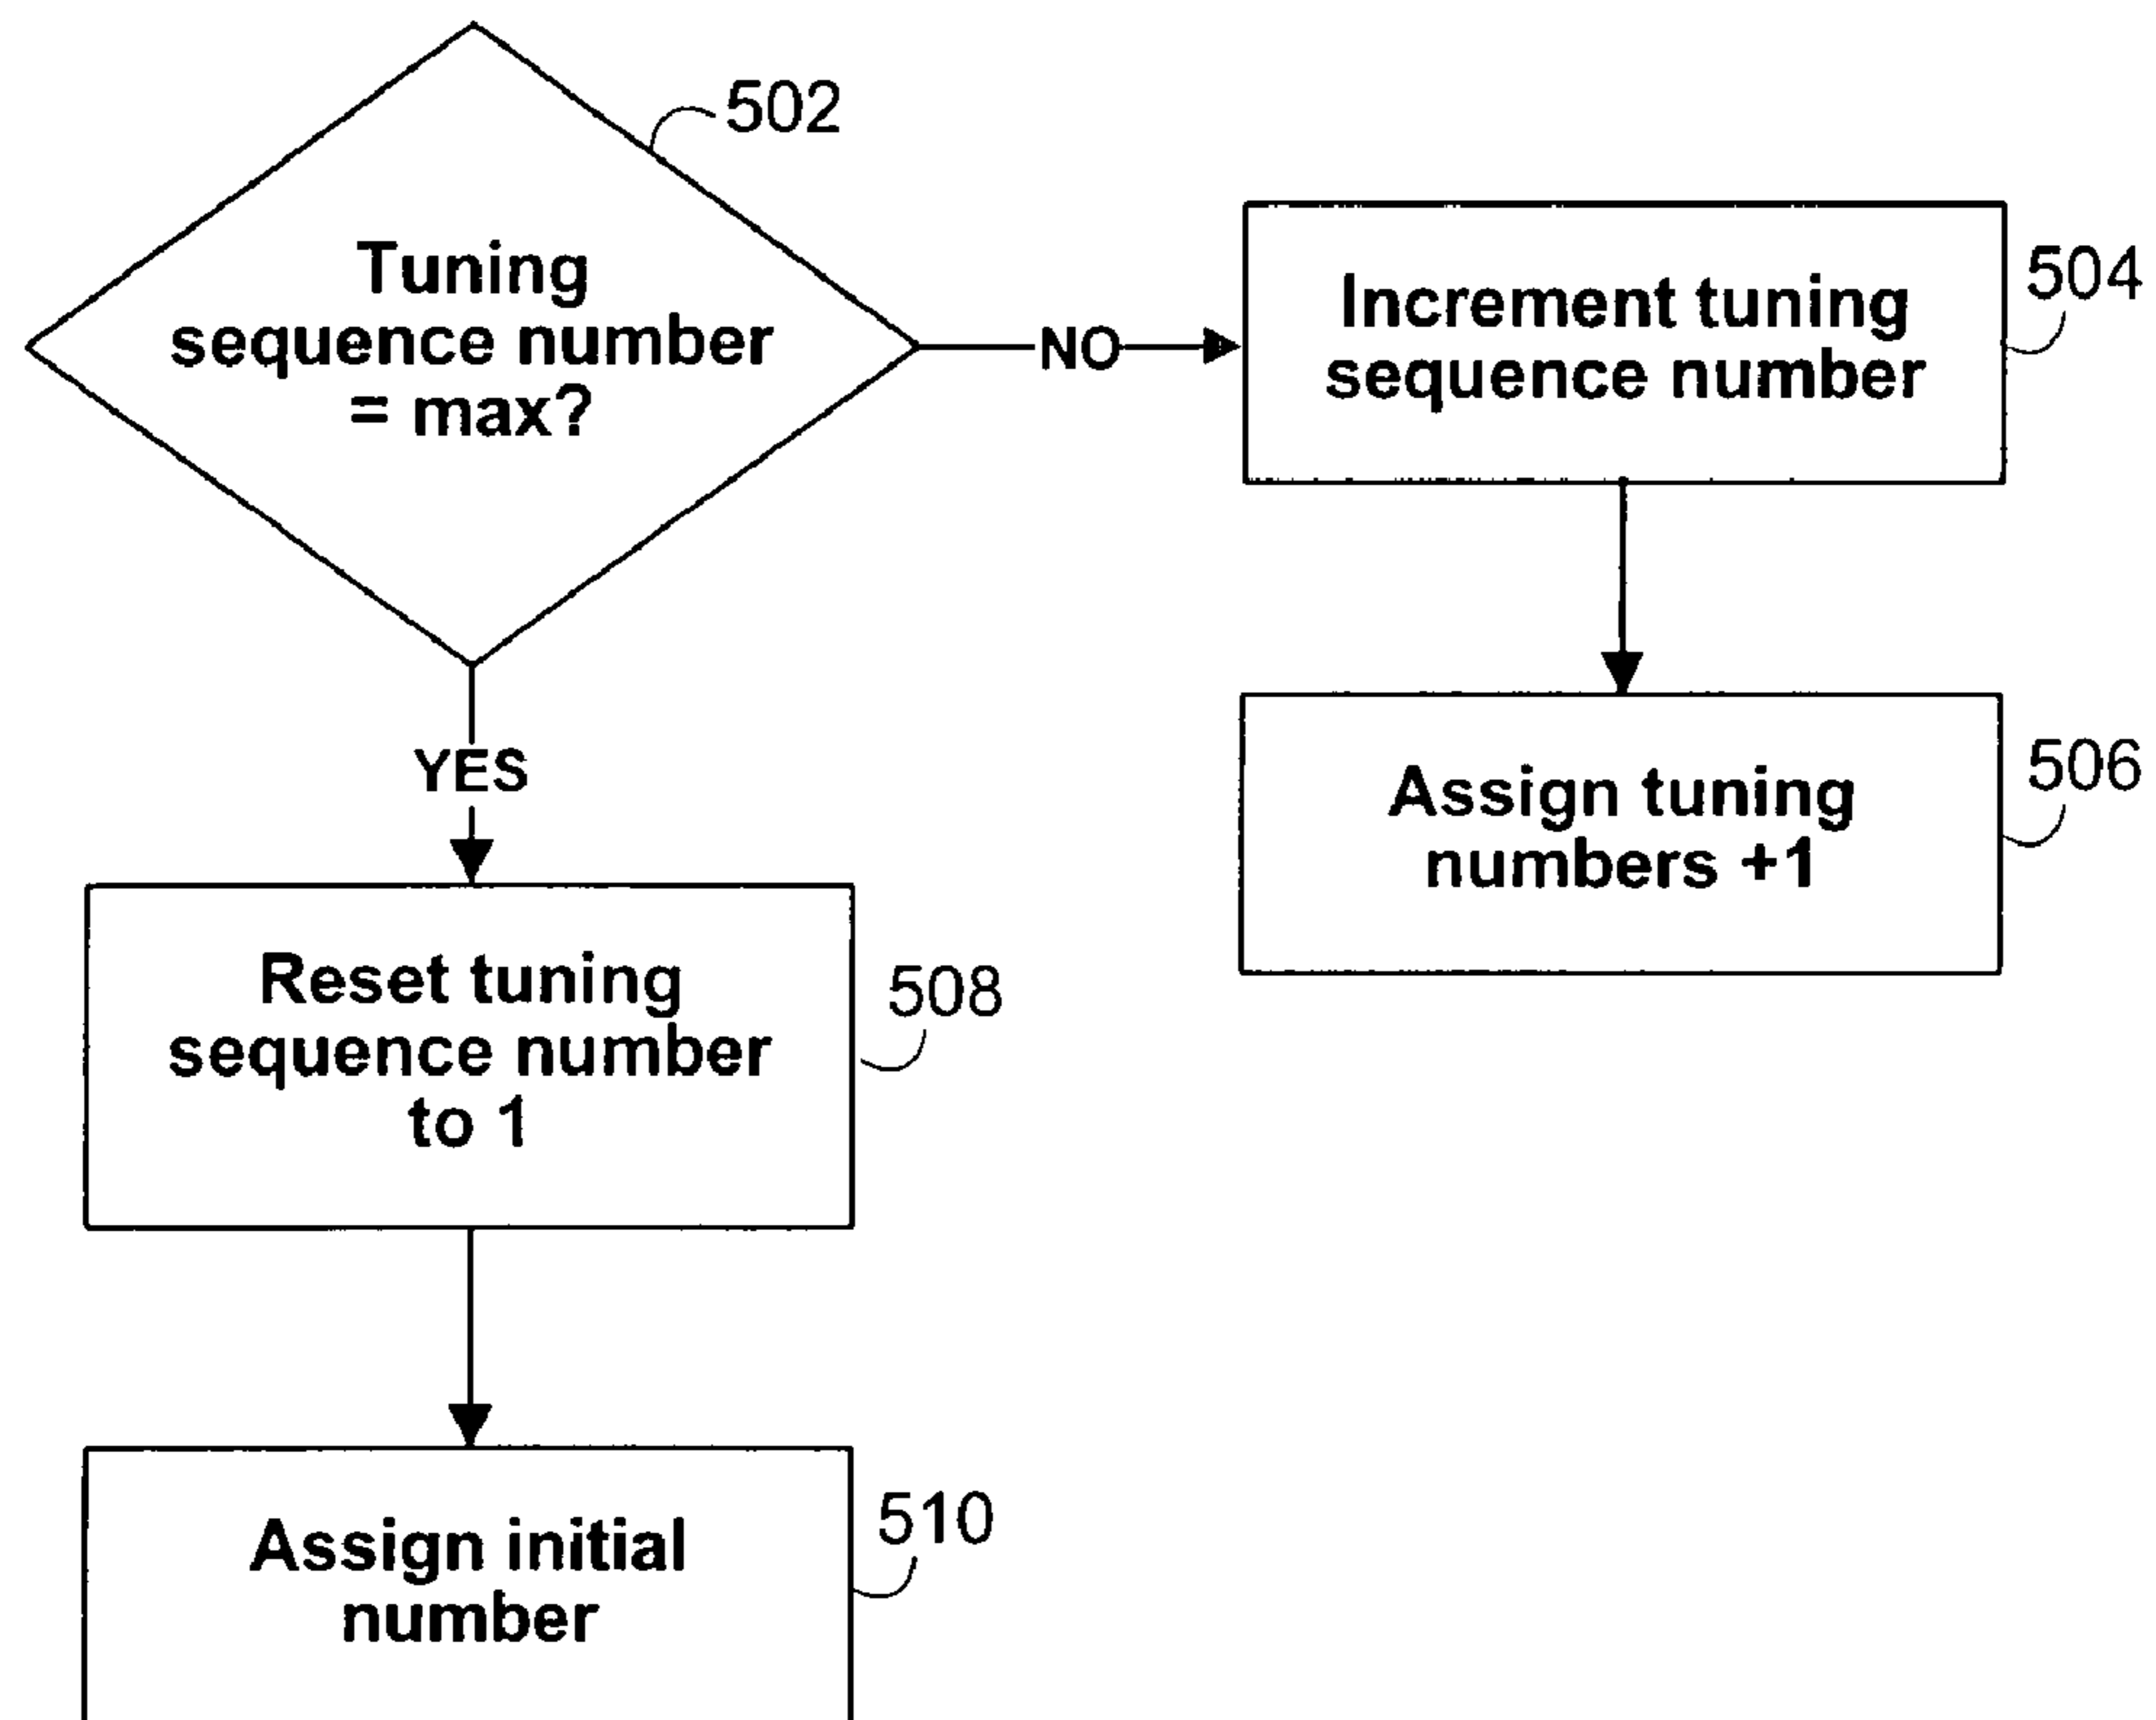 502
Tuning
sequence number
= max?
NO
Increment tuning
sequence number
504
YES
Assign tuning
numbers +1
506
Reset tuning
sequence number
to 1
508
Assign initial
number
510